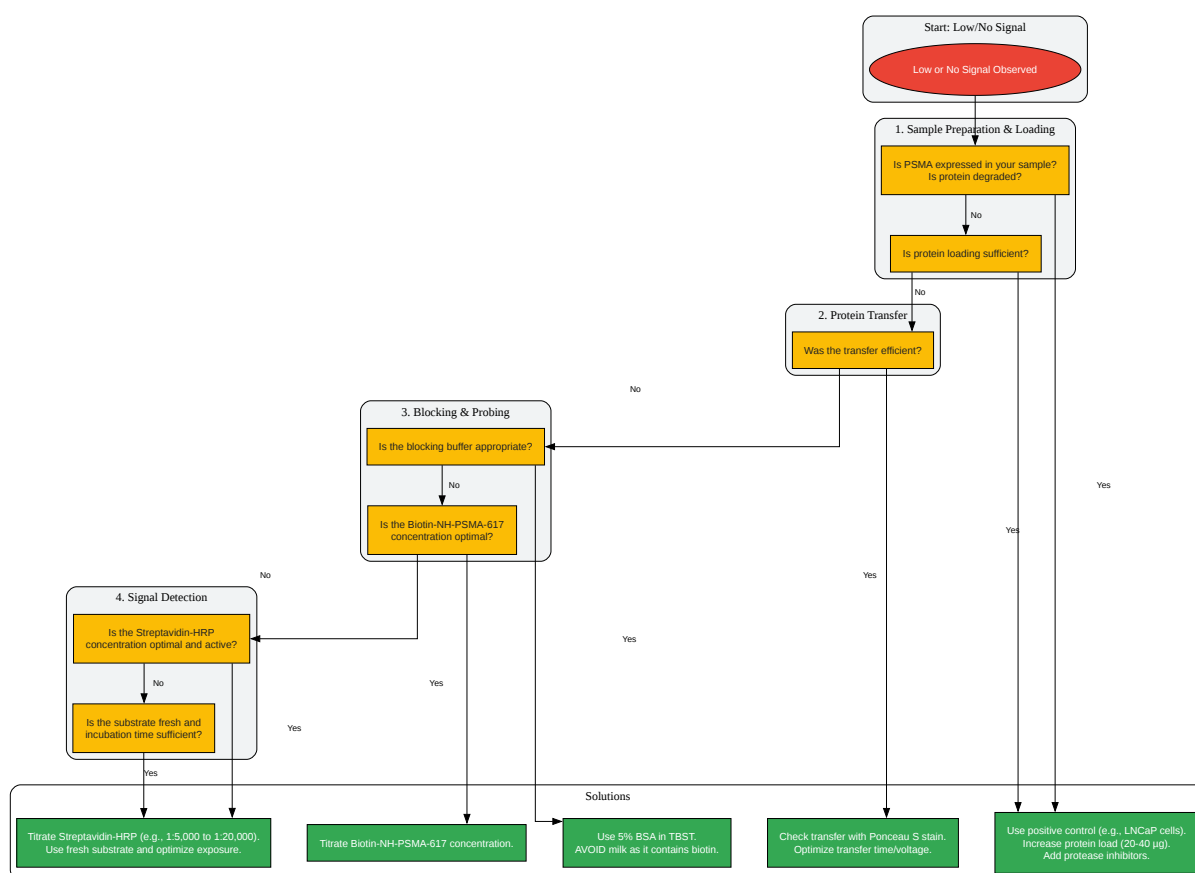 Start: Low/No Signal
Low or No Signal Observed
1. Sample Preparation & Loading
Is PSMA expressed in your sample?
Is protein degraded?
No
Is protein loading sufficient?
No
2. Protein Transfer
Was the transfer efficient?
No
3. Blocking & Probing
Is the blocking buffer appropriate?
No
Yes
Is the Biotin-NH-PSMA-617
concentration optimal?
Yes
No
Yes
4. Signal Detection
Is the Streptavidin-HRP
concentration optimal and active?
Yes
No
Yes
Is the substrate fresh and
incubation time sufficient?
Yes
Yes
Solutions
Titrate Streptavidin-HRP (e.g., 1:5,000 to 1:20,000).
Use fresh substrate and optimize exposure.
Titrate Biotin-NH-PSMA-617 concentration.
Use 5% BSA in TBST.
AVOID milk as it contains biotin.
Check transfer with Ponceau S stain.
Optimize transfer time/voltage.
Use positive control (e.g., LNCaP cells).
Increase protein load (20-40 µg).
Add protease inhibitors.